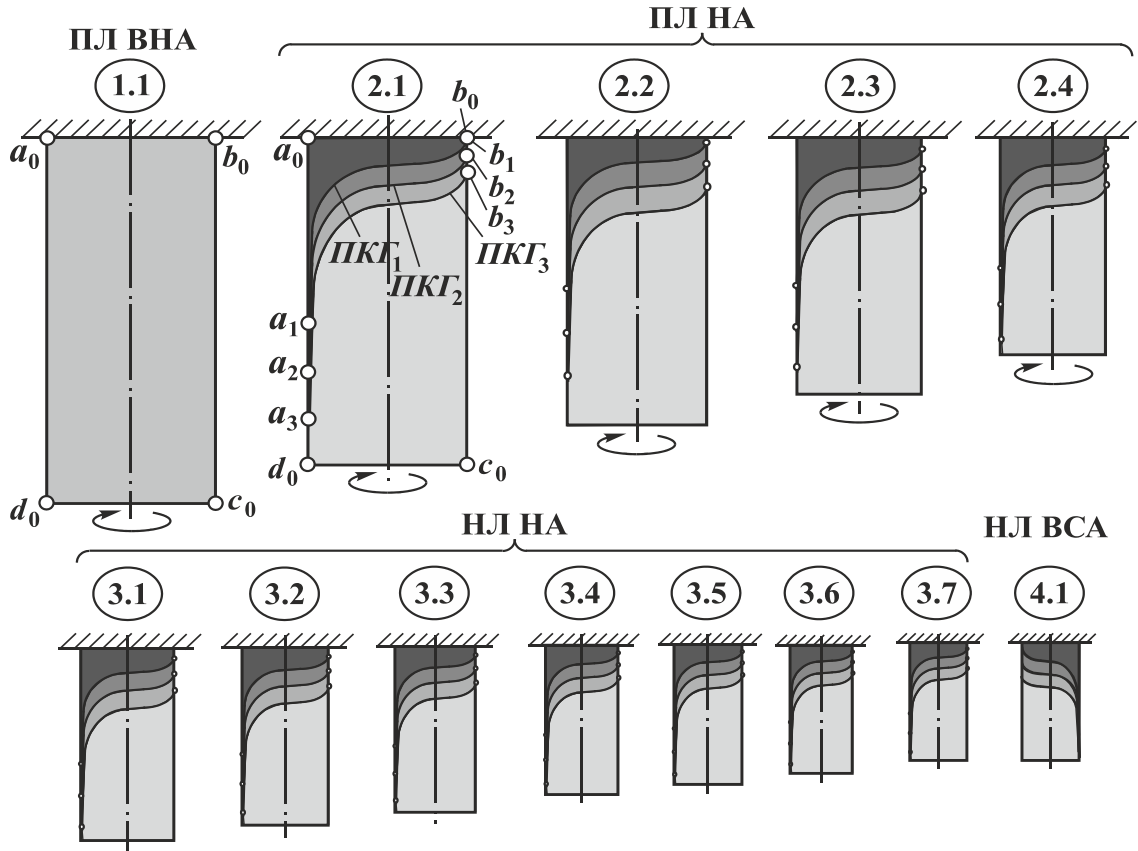 ПЛ ВНА
ПЛ НА
1.1
2.1
2.2
2.3
2.4
a₀
b₀
d₀
c₀
a₀
b₀
b₁
b₂
b₃
ПКГ₁
ПКГ₂
ПКГ₃
a₁
a₂
a₃
d₀
c₀
НЛ НА
НЛ ВСА
3.1
3.2
3.3
3.4
3.5
3.6
3.7
4.1